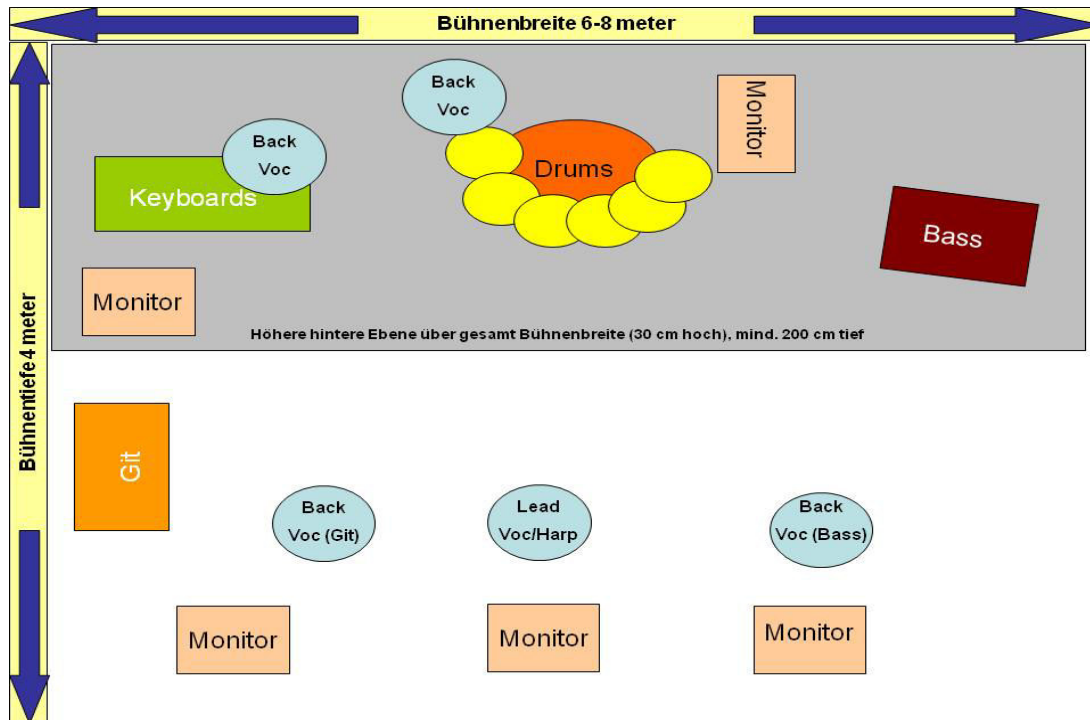 Bühnenbreite 6-8 meter
Bühnentiefe 4 meter
Back
Voc
Monitor
Back
Voc
Drums
Keyboards
Bass
Monitor
Höhere hintere Ebene über gesamt Bühnenbreite (30 cm hoch), mind. 200 cm tief
Git
Back
Voc (Git)
Lead
Voc/Harp
Back
Voc (Bass)
Monitor
Monitor
Monitor